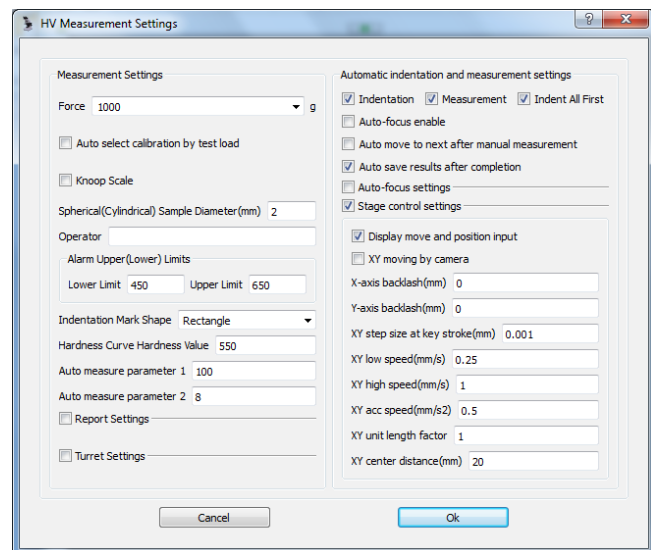 HV Measurement Settings
Measurement Settings
Force 1000 g
Auto select calibration by test load
Knoop Scale
Spherical(Cylindrical) Sample Diameter(mm) 2
Operator
Alarm Upper(Lower) Limits
Lower Limit 450 Upper Limit 650
Indentation Mark Shape Rectangle
Hardness Curve Hardness Value 550
Auto measure parameter 1 100
Auto measure parameter 2 8
Report Settings
Turret Settings
Automatic indentation and measurement settings
Indentation Measurement Indent All First
Auto-focus enable
Auto move to next after manual measurement
Auto save results after completion
Auto-focus settings
Stage control settings
Display move and position input
XY moving by camera
X-axis backlash(mm) 0
Y-axis backlash(mm) 0
XY step size at key stroke(mm) 0.001
XY low speed(mm/s) 0.25
XY high speed(mm/s) 1
XY acc speed(mm/s2) 0.5
XY unit length factor 1
XY center distance(mm) 20
Cancel Ok